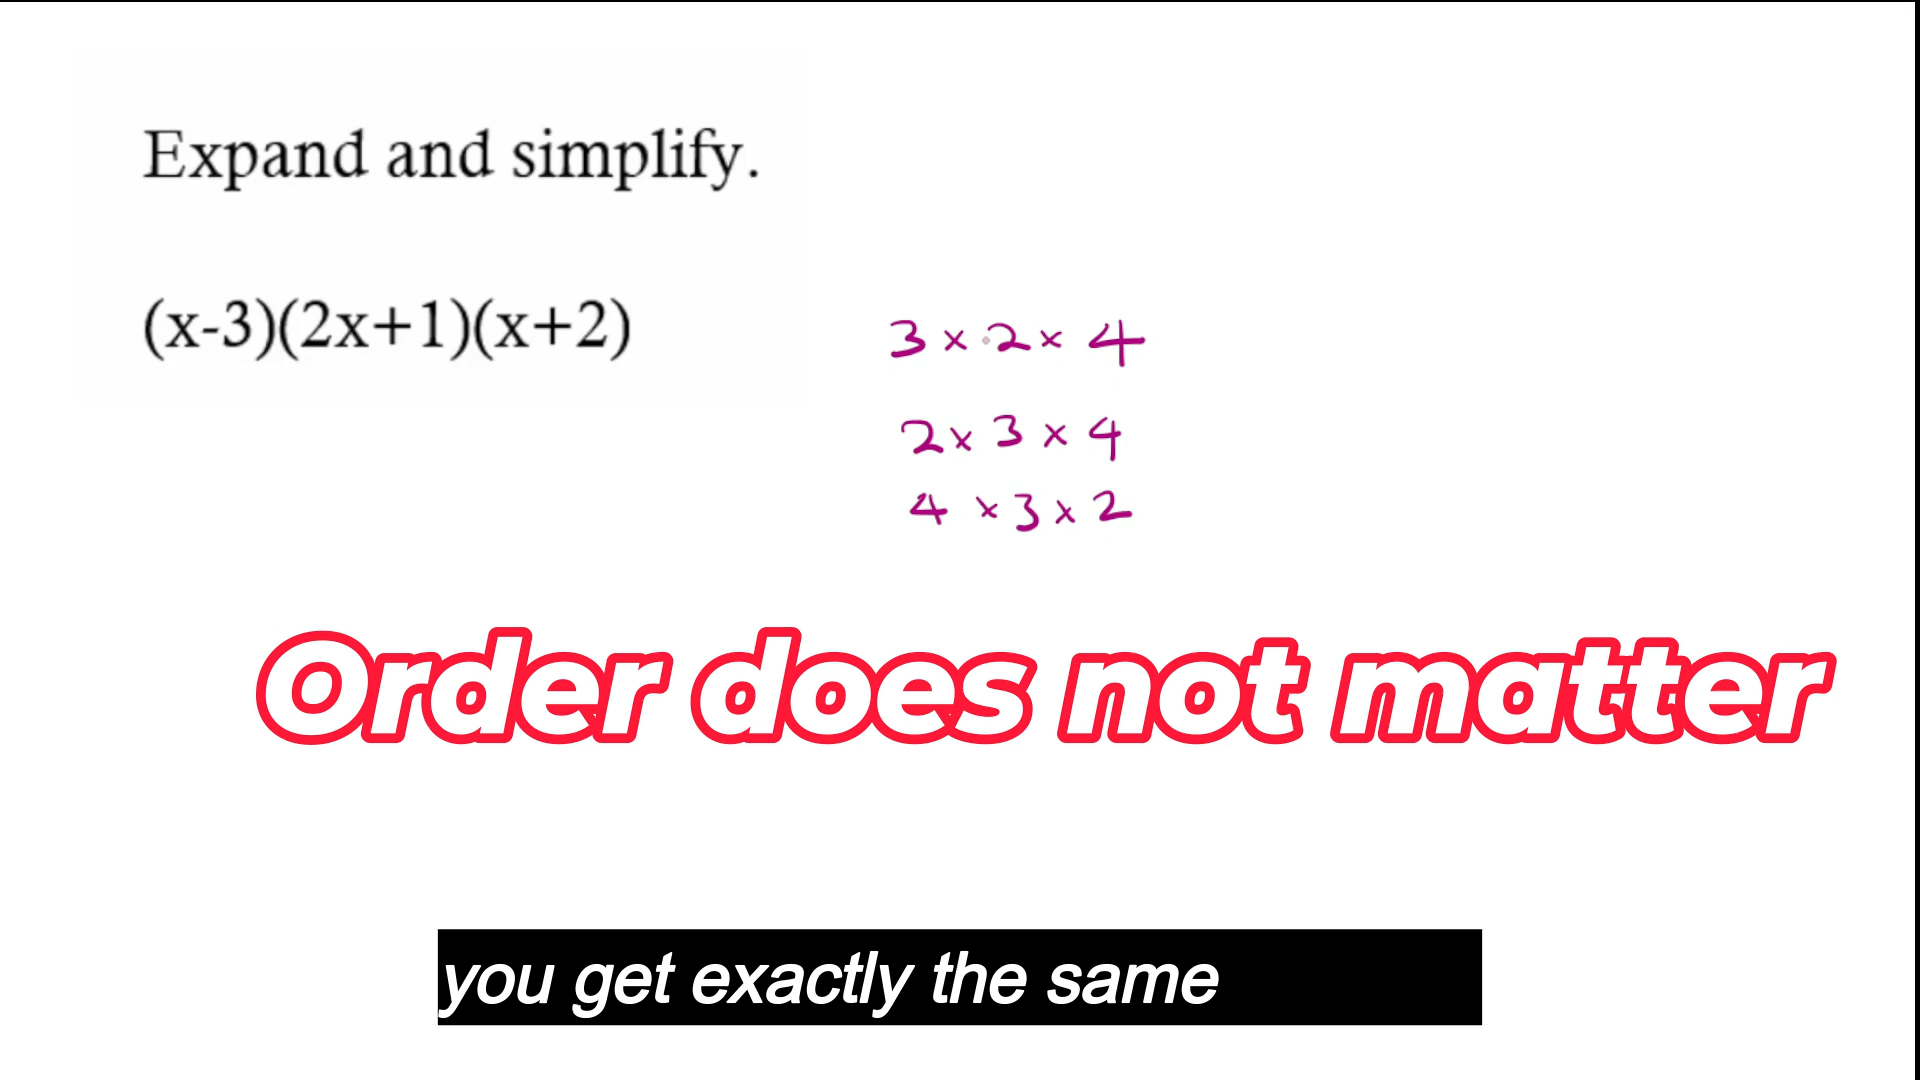 Expand and simplify.
(x-3)(2x+1)(x+2)
3 × 2 × 4
2 × 3 × 4
4 × 3 × 2
Order does not matter
you get exactly the same